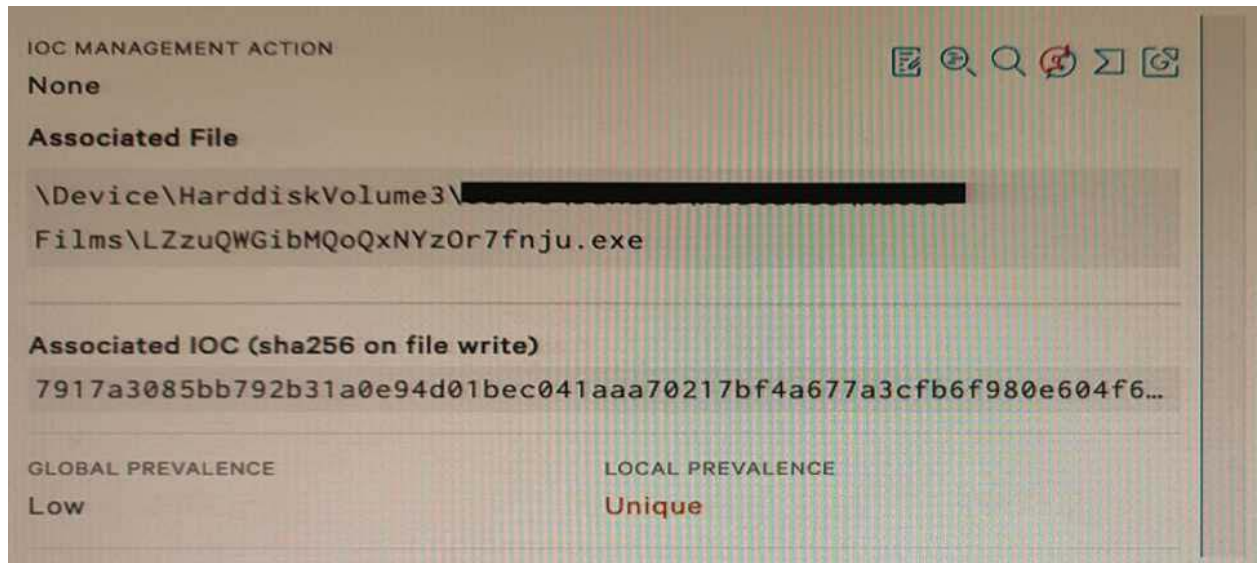 IOC MANAGEMENT ACTION
None
Associated File
\Device\HarddiskVolume3\
Films\LZzuQWGibMQoQxNYzOr7fnju.exe
Associated IOC (sha256 on file write)
7917a3085bb792b31a0e94d01bec041aaa70217bf4a677a3cfb6f980e604f6…
GLOBAL PREVALENCE LOCAL PREVALENCE
Low Unique